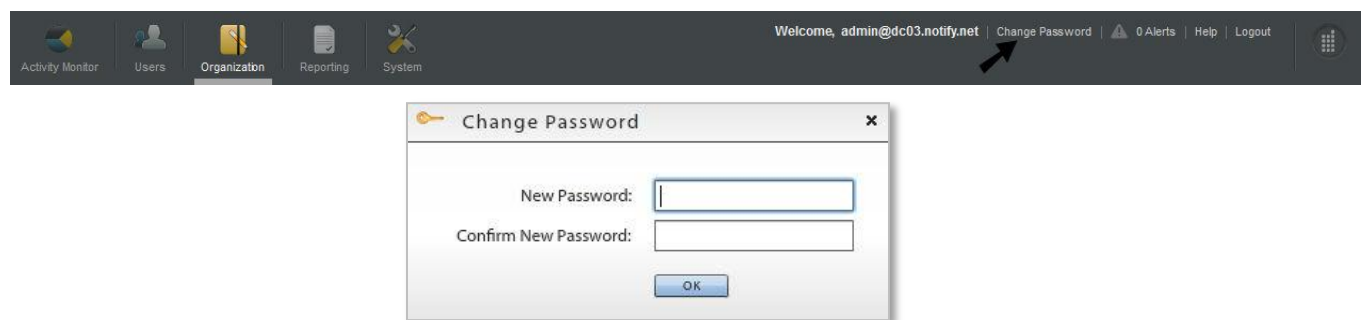 Welcome, admin@dc03.notify.net | Change Password | 0 Alerts | Help | Logout
Activity Monitor Users Organization Reporting System
Change Password
New Password:
Confirm New Password:
OK